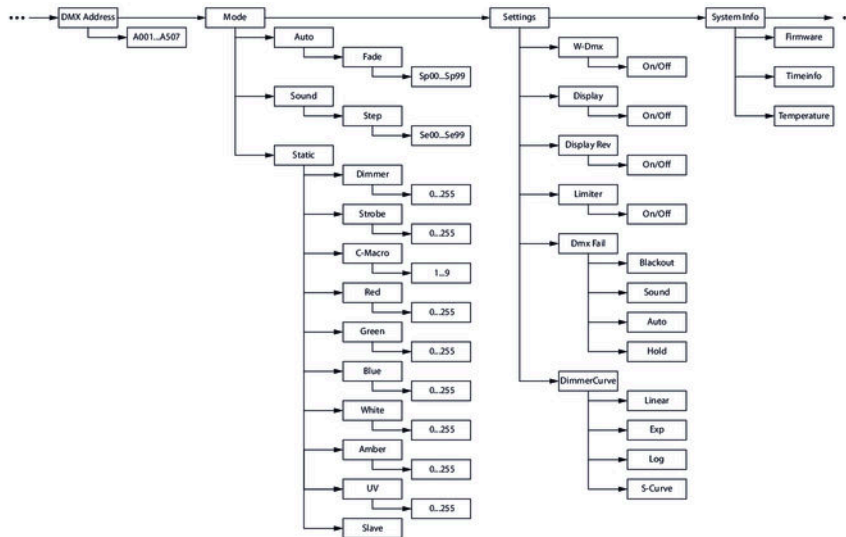 DMX Address
A001...A507
Mode
Auto
Fade
Sp00...Sp99
Sound
Step
Se00...Se99
Static
Dimmer
0...255
Strobe
0...255
C-Macro
1...9
Red
0...255
Green
0...255
Blue
0...255
White
0...255
Amber
0...255
UV
0...255
Slave
Settings
W-Dmx
On/Off
Display
On/Off
Display Rev
On/Off
Limiter
On/Off
Dmx Fail
Blackout
Sound
Auto
Hold
DimmerCurve
Linear
Exp
Log
S-Curve
System Info
Firmware
Timeinfo
Temperature